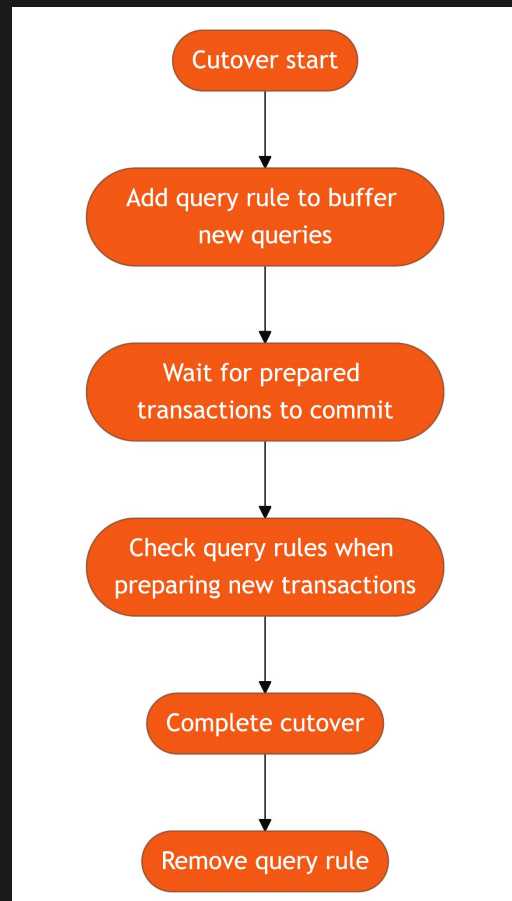 Cutover start
Add query rule to buffer
new queries
Wait for prepared
transactions to commit
Check query rules when
preparing new transactions
Complete cutover
Remove query rule